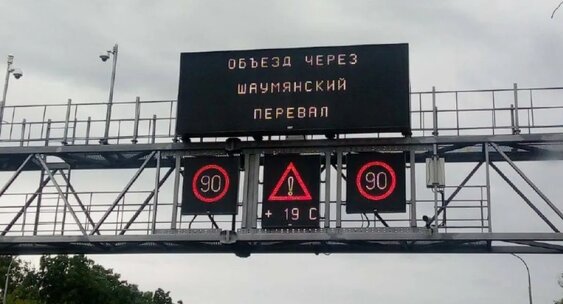 ОБЪЕЗД ЧЕРЕЗ
ШАУМЯНСКИЙ
ПЕРЕВАЛ
90
!
90
+ 19 C